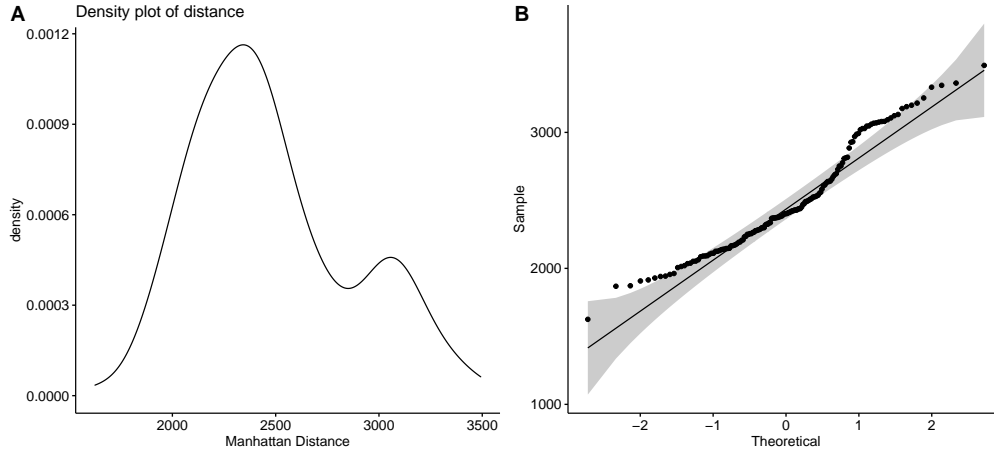 A
Density plot of distance
density
0.0012
0.0009
0.0006
0.0003
0.0000
2000 2500 3000 3500
Manhattan Distance
B
Sample
3000
2000
1000
−2 −1 0 1 2
Theoretical